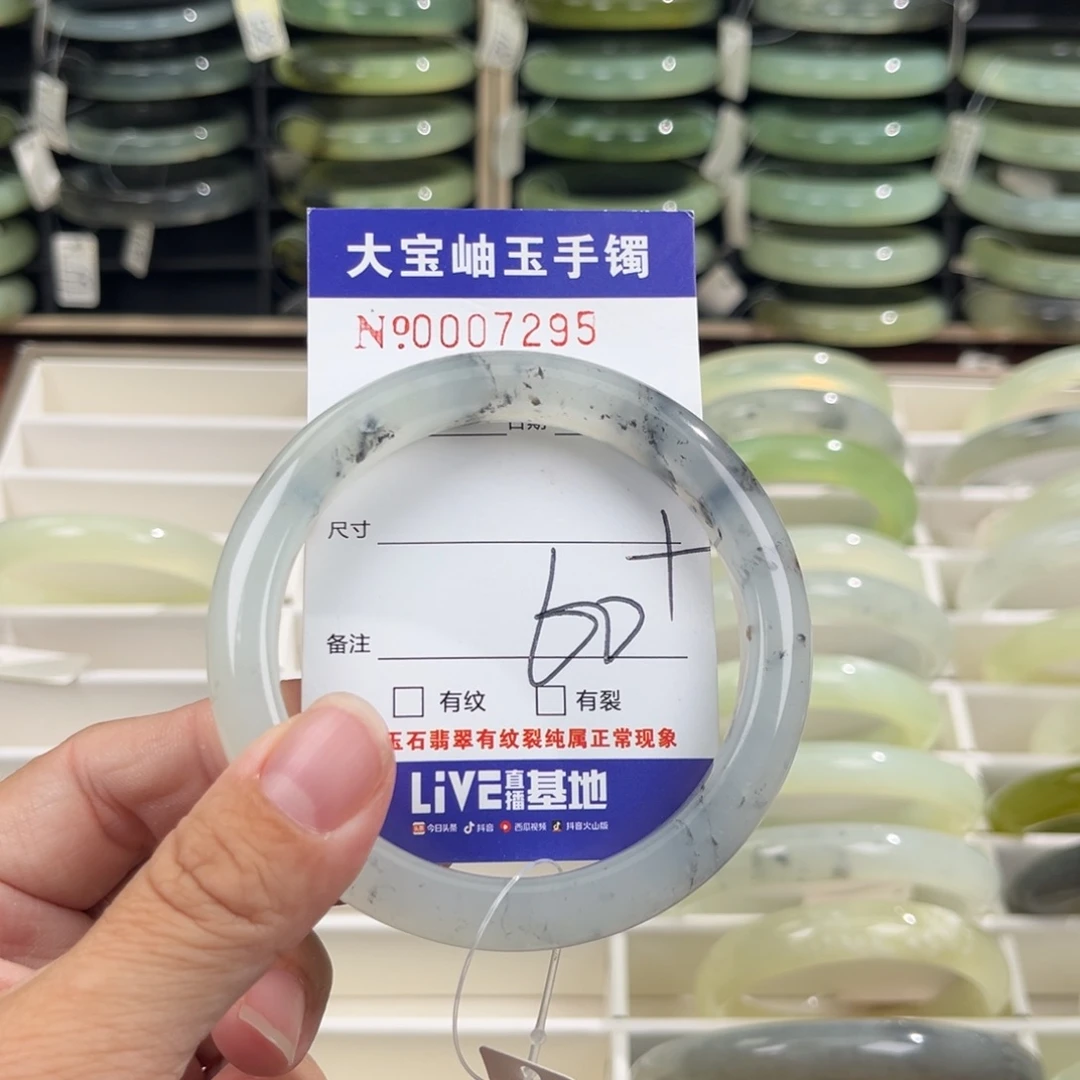 大宝岫玉手镯
№0007295
日期
尺寸
60+
备注
有纹 有裂
玉石翡翠有纹裂纯属正常现象
LiVE直播基地
今日头条 抖音 西瓜视频 抖音火山版